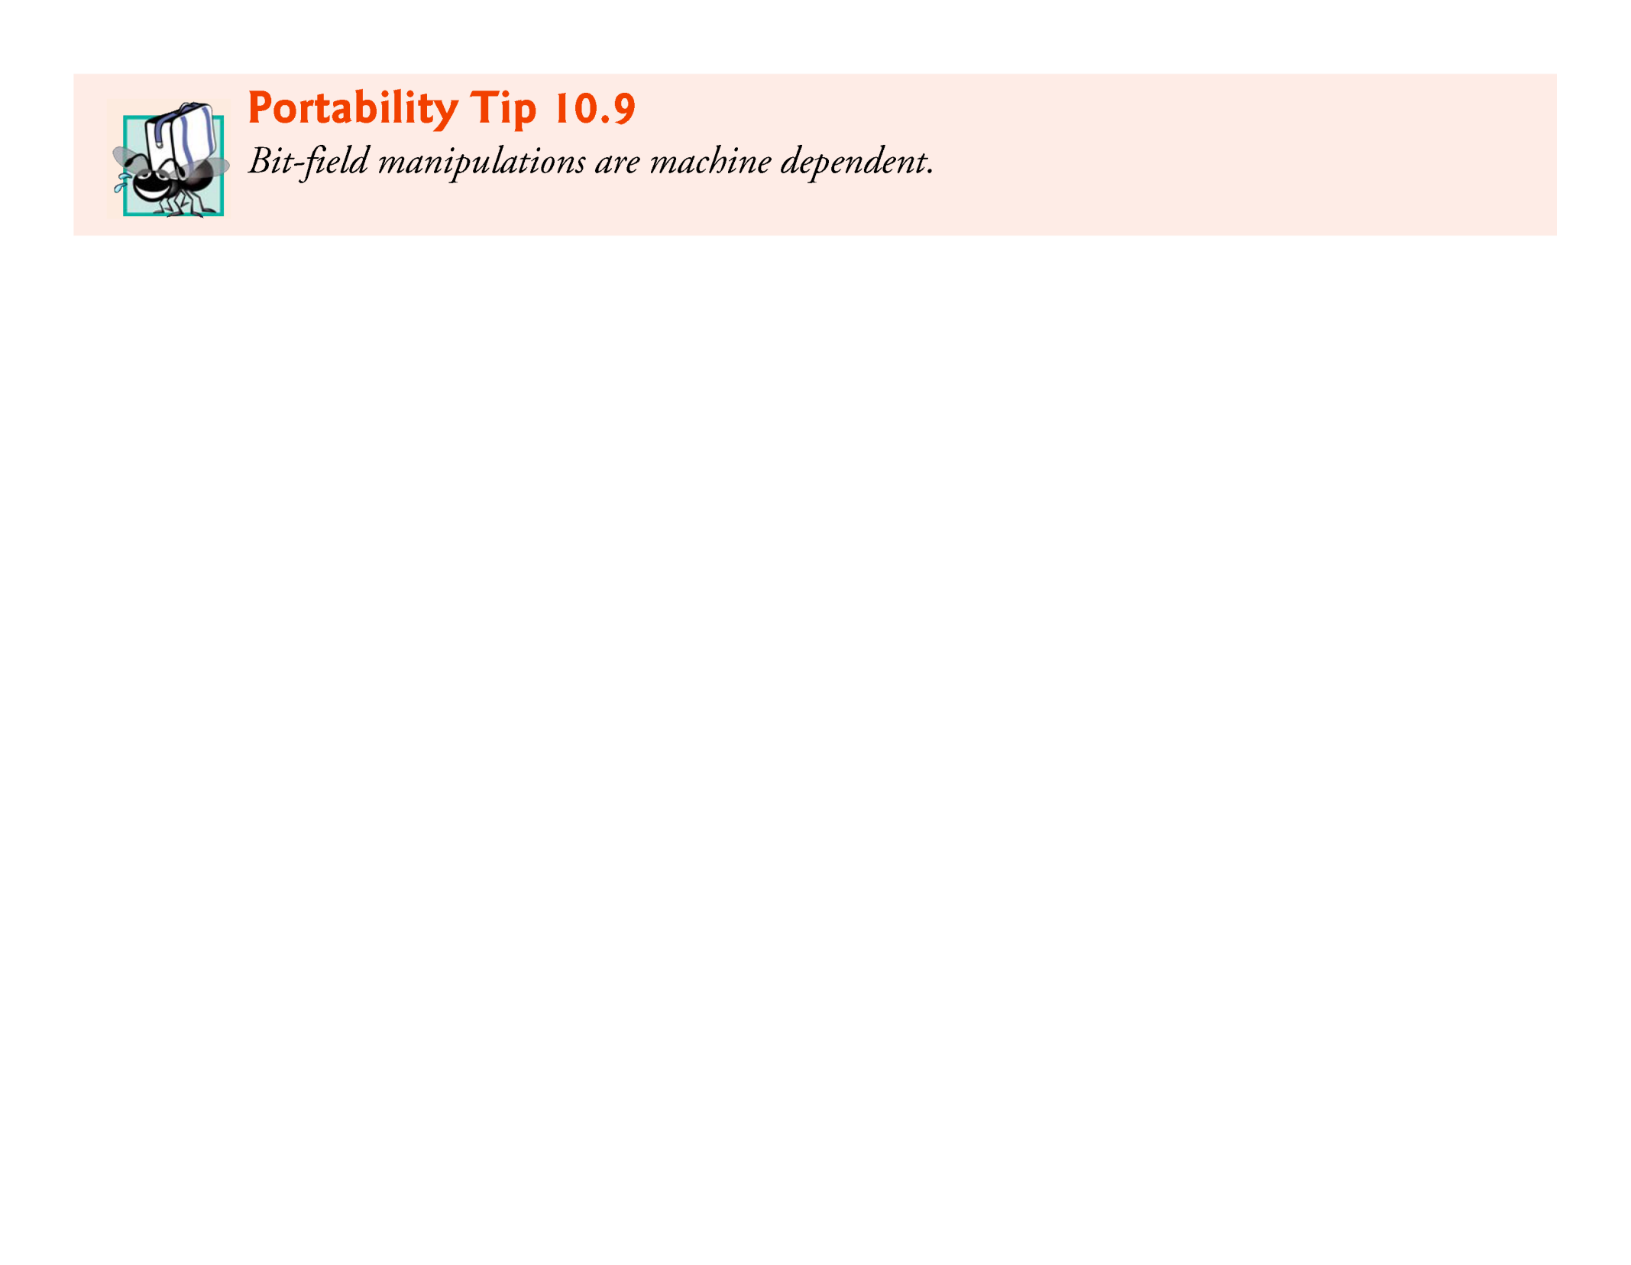 Portability Tip 10.9
Bit-field manipulations are machine dependent.